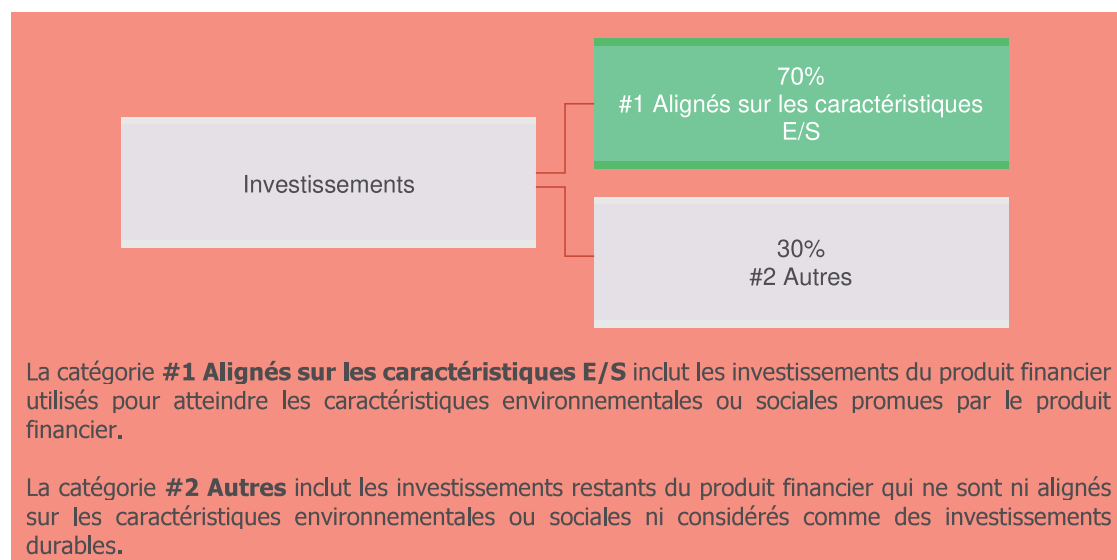 70%
#1 Alignés sur les caractéristiques
E/S
Investissements
30%
#2 Autres
La catégorie #1 Alignés sur les caractéristiques E/S inclut les investissements du produit financier
utilisés pour atteindre les caractéristiques environnementales ou sociales promues par le produit
financier.
La catégorie #2 Autres inclut les investissements restants du produit financier qui ne sont ni alignés
sur les caractéristiques environnementales ou sociales ni considérés comme des investissements
durables.